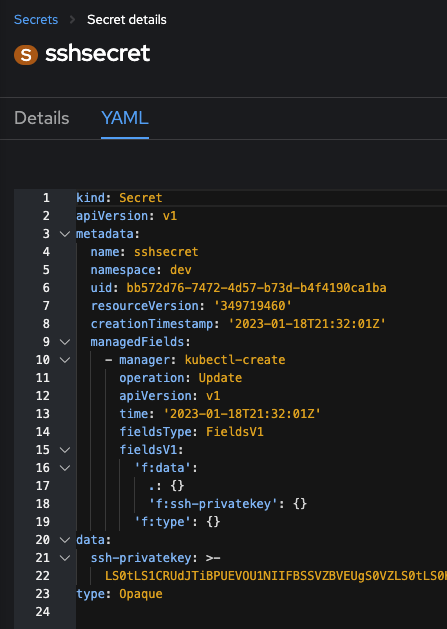 Secrets > Secret details
S sshsecret
Details YAML
1 kind: Secret
2 apiVersion: v1
3 metadata:
4 name: sshsecret
5 namespace: dev
6 uid: bb572d76-7472-4d57-b73d-b4f4190ca1ba
7 resourceVersion: '349719460'
8 creationTimestamp: '2023-01-18T21:32:01Z'
9 managedFields:
10 - manager: kubectl-create
11 operation: Update
12 apiVersion: v1
13 time: '2023-01-18T21:32:01Z'
14 fieldsType: FieldsV1
15 fieldsV1:
16 'f:data':
17 .: {}
18 'f:ssh-privatekey': {}
19 'f:type': {}
20 data:
21 ssh-privatekey: >-
22
23 type: Opaque
24